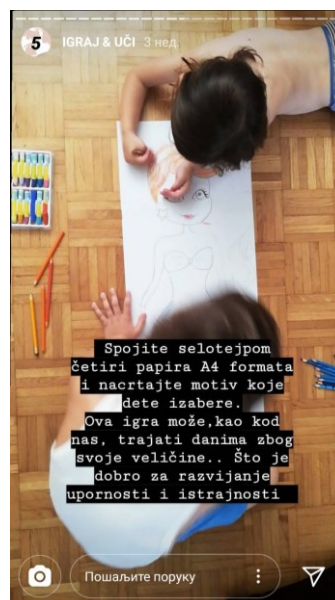 5 IGRAJ & UČI 3 нед.
Spojite selotejpom
četiri papira A4 formata
i nacrtajte motiv koje
dete izabere.
Ova igra može,kao kod
nas, trajati danima zbog
svoje veličine.. Što je
dobro za razvijanje
upornosti i istrajnosti
Пошаљите поруку